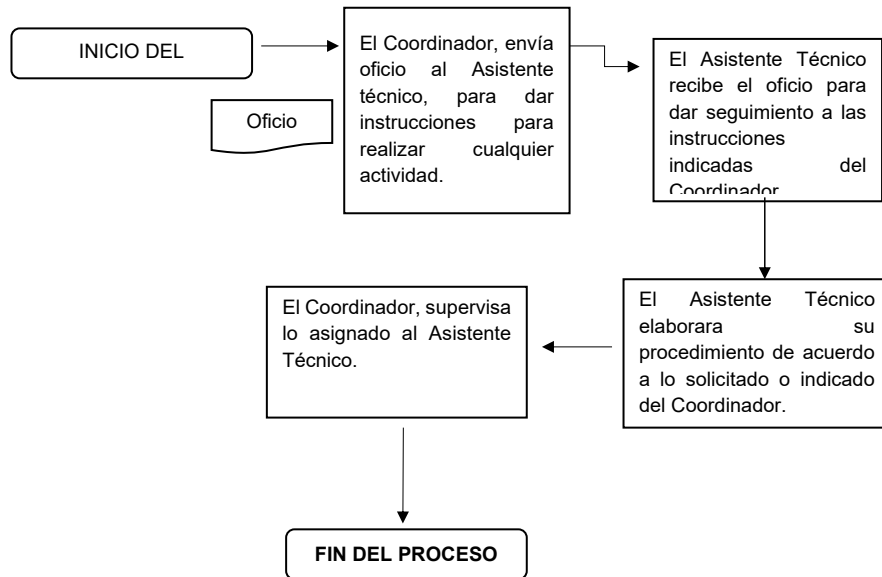 INICIO DEL
El Coordinador, envía
oficio al Asistente
técnico, para dar
instrucciones para
realizar cualquier
actividad.
Oficio
El Asistente Técnico
recibe el oficio para
dar seguimiento a las
instrucciones
indicadas del
Coordinador
El Asistente Técnico
elaborara su
procedimiento de acuerdo
a lo solicitado o indicado
del Coordinador.
El Coordinador, supervisa
lo asignado al Asistente
Técnico.
FIN DEL PROCESO